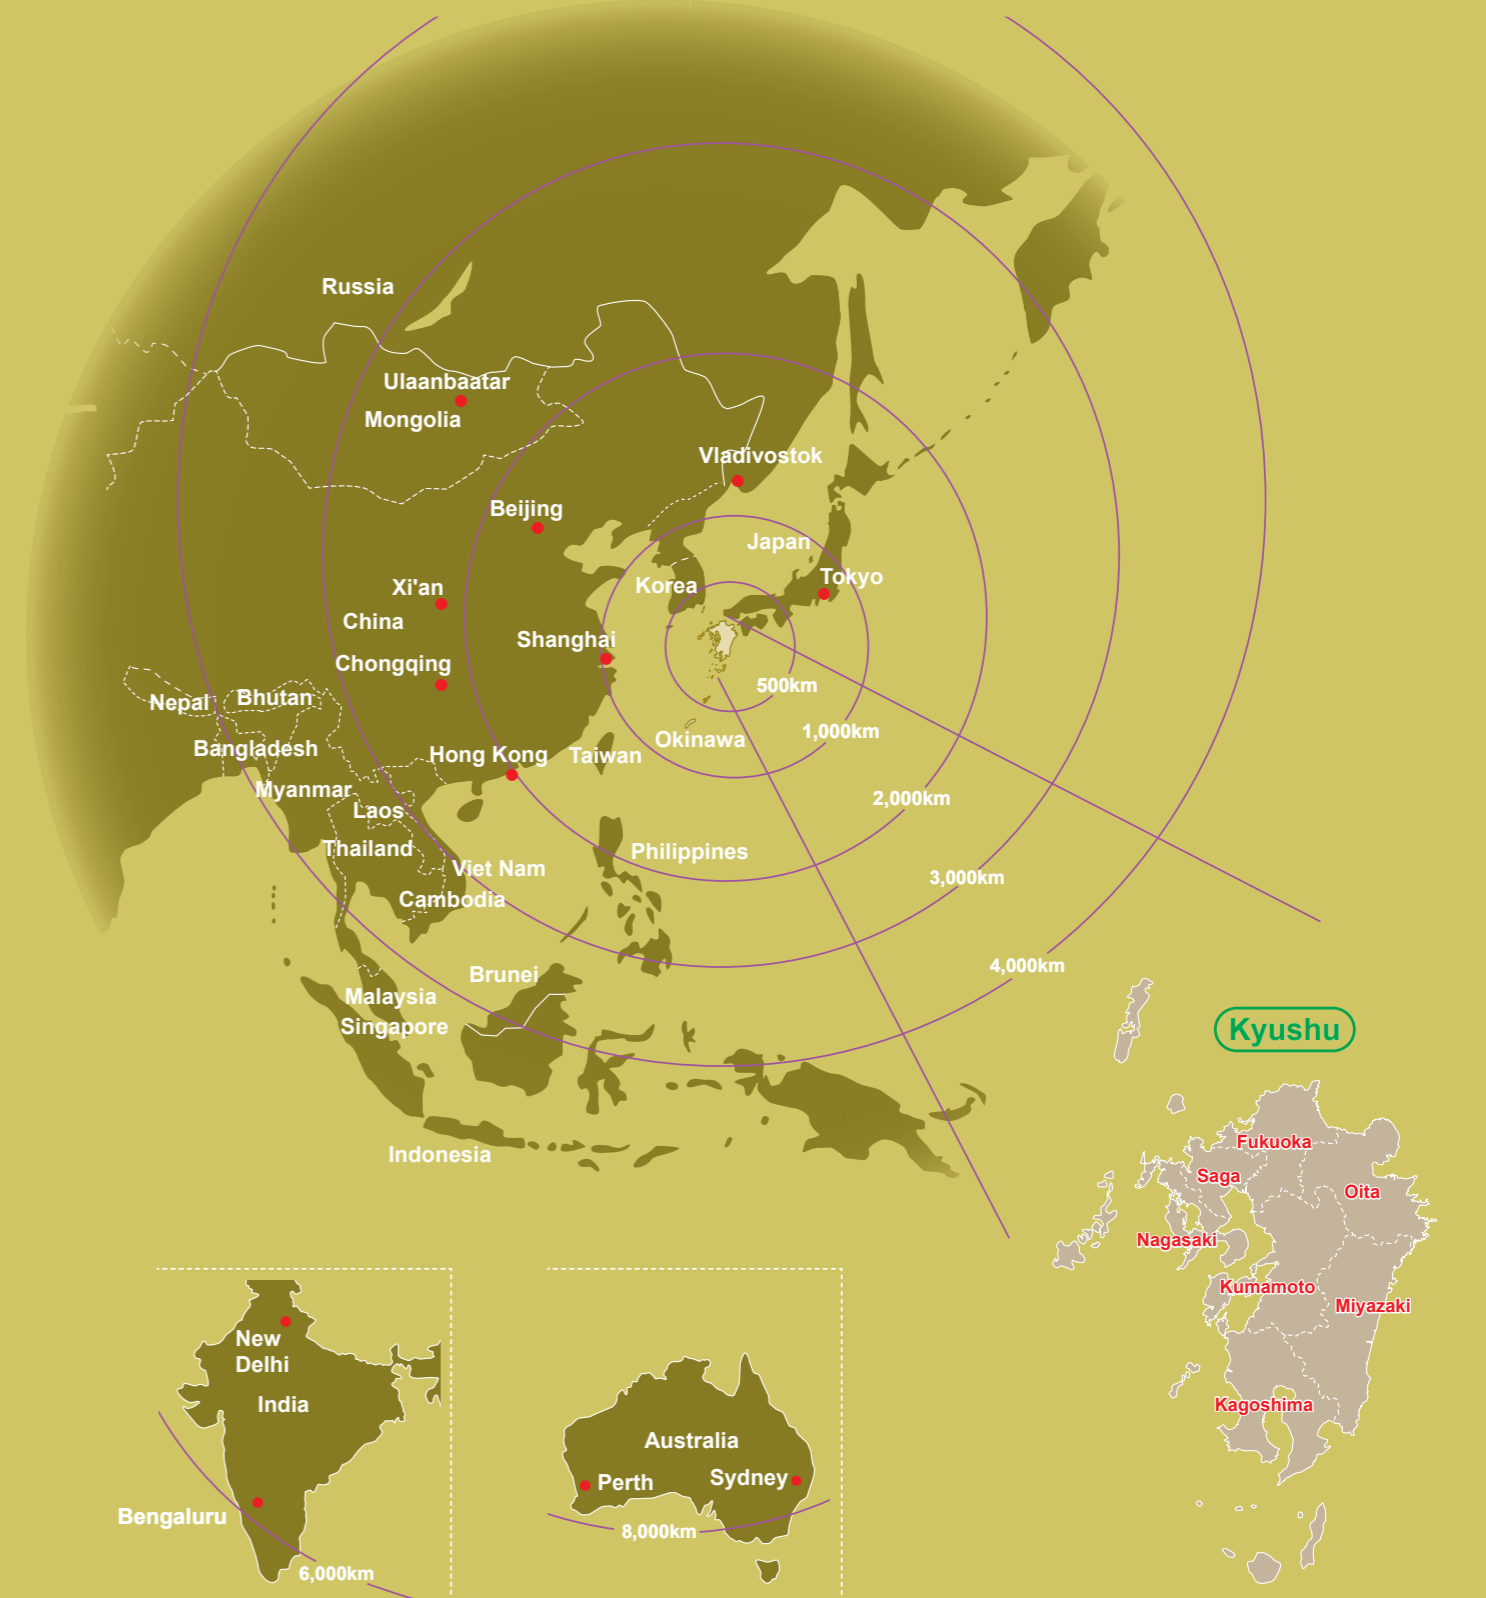 Russia
Ulaanbaatar
Mongolia
Vladivostok
Beijing
Japan
Tokyo
Korea
Xi'an
China
Shanghai
Chongqing
500km
Nepal
Bhutan
1,000km
Okinawa
Bangladesh
Hong Kong
Taiwan
Myanmar
2,000km
Laos
Thailand
Philippines
Viet Nam
3,000km
Cambodia
4,000km
Brunei
Malaysia
Singapore
Indonesia
Kyushu
Fukuoka
Saga
Oita
Nagasaki
Kumamoto
Miyazaki
Kagoshima
New
Delhi
India
Bengaluru
6,000km
Australia
Perth
Sydney
8,000km